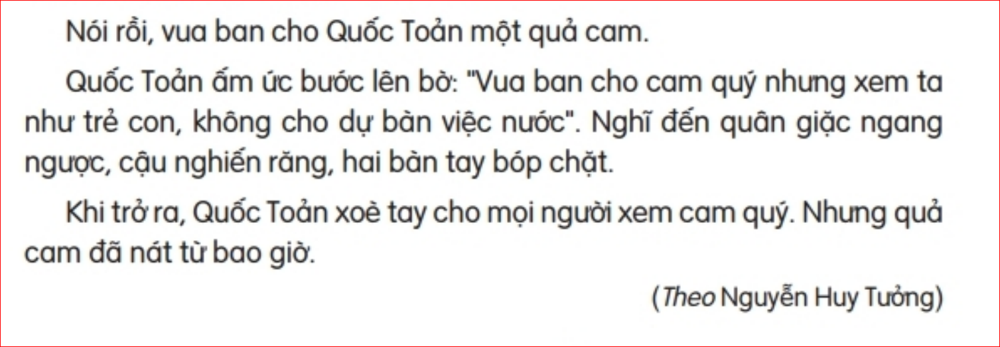 Nói rồi, vua ban cho Quốc Toản một quả cam.
Quốc Toản ấm ức bước lên bờ: "Vua ban cho cam quý nhưng xem ta
như trẻ con, không cho dự bàn việc nước". Nghĩ đến quân giặc ngang
ngược, cậu nghiến răng, hai bàn tay bóp chặt.
Khi trở ra, Quốc Toản xoè tay cho mọi người xem cam quý. Nhưng quả
cam đã nát từ bao giờ.
(Theo Nguyễn Huy Tưởng)